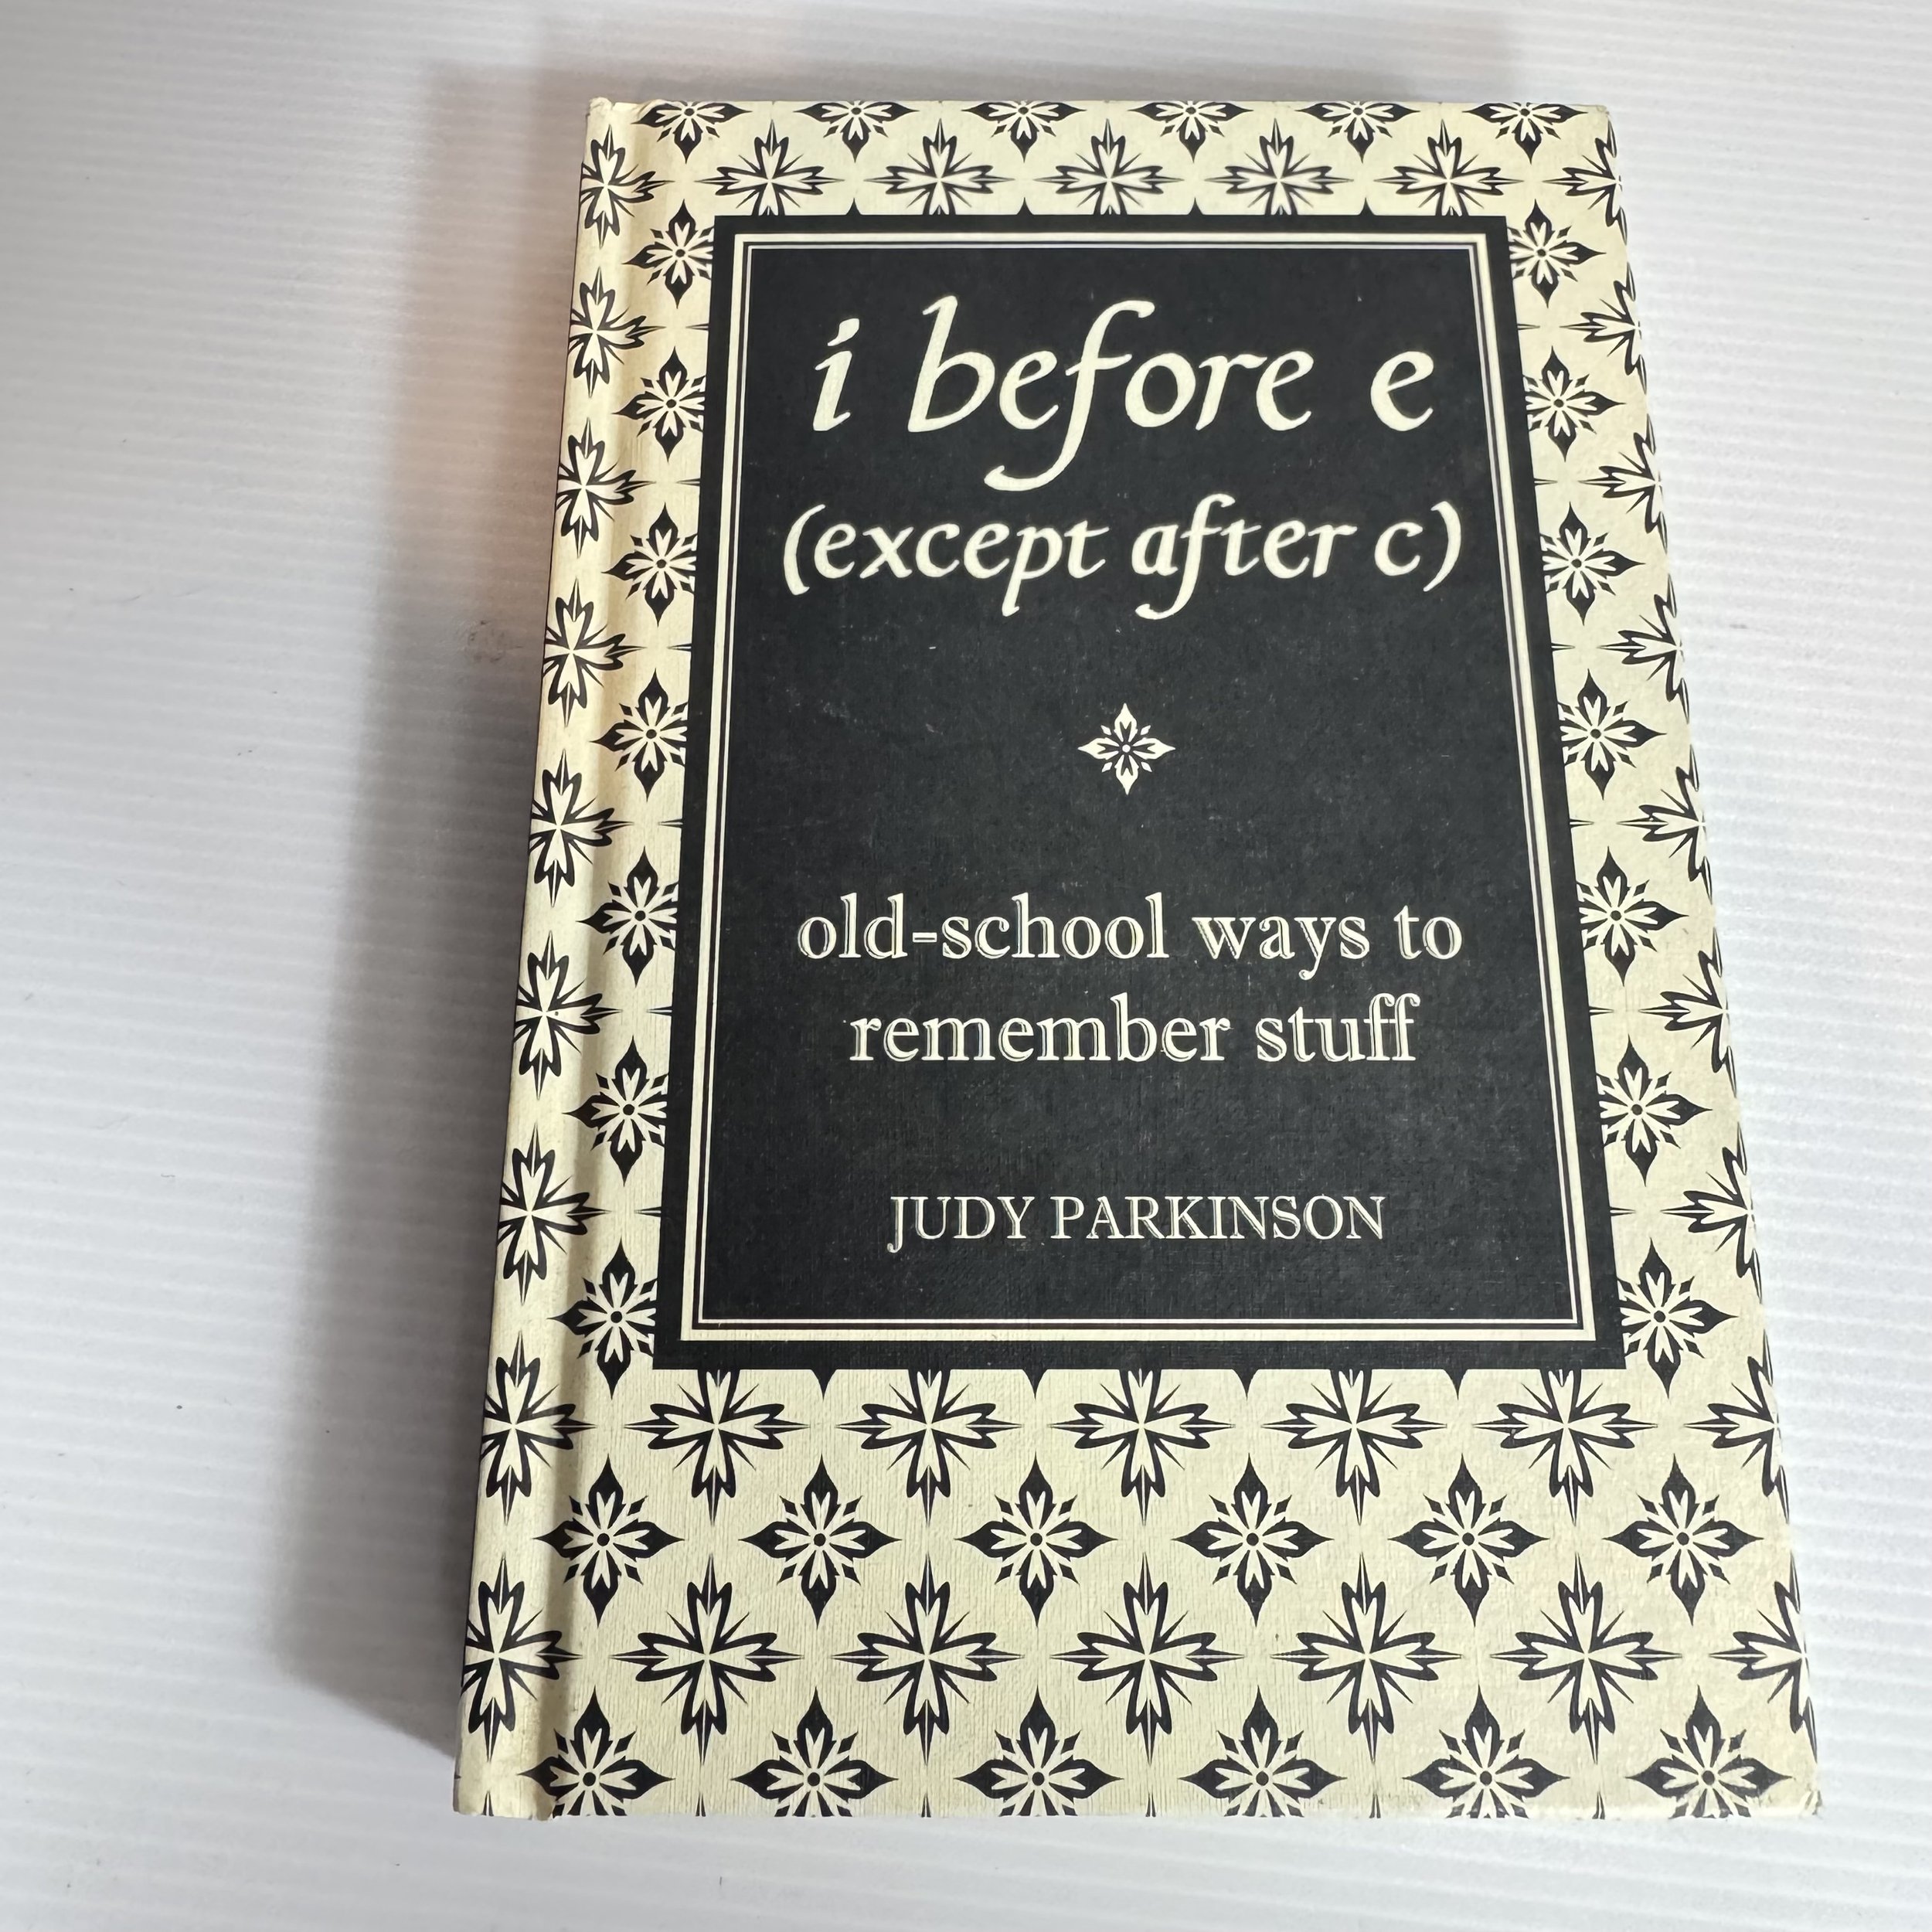 i before e
(except after c)
old-school ways to
remember stuff
JUDY PARKINSON